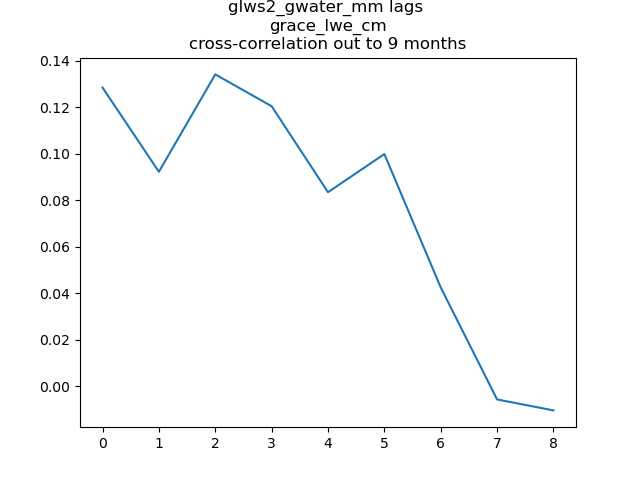 glws2_gwater_mm lags
grace_lwe_cm
cross-correlation out to 9 months
0.14
0.12
0.10
0.08
0.06
0.04
0.02
0.00
0 1 2 3 4 5 6 7 8